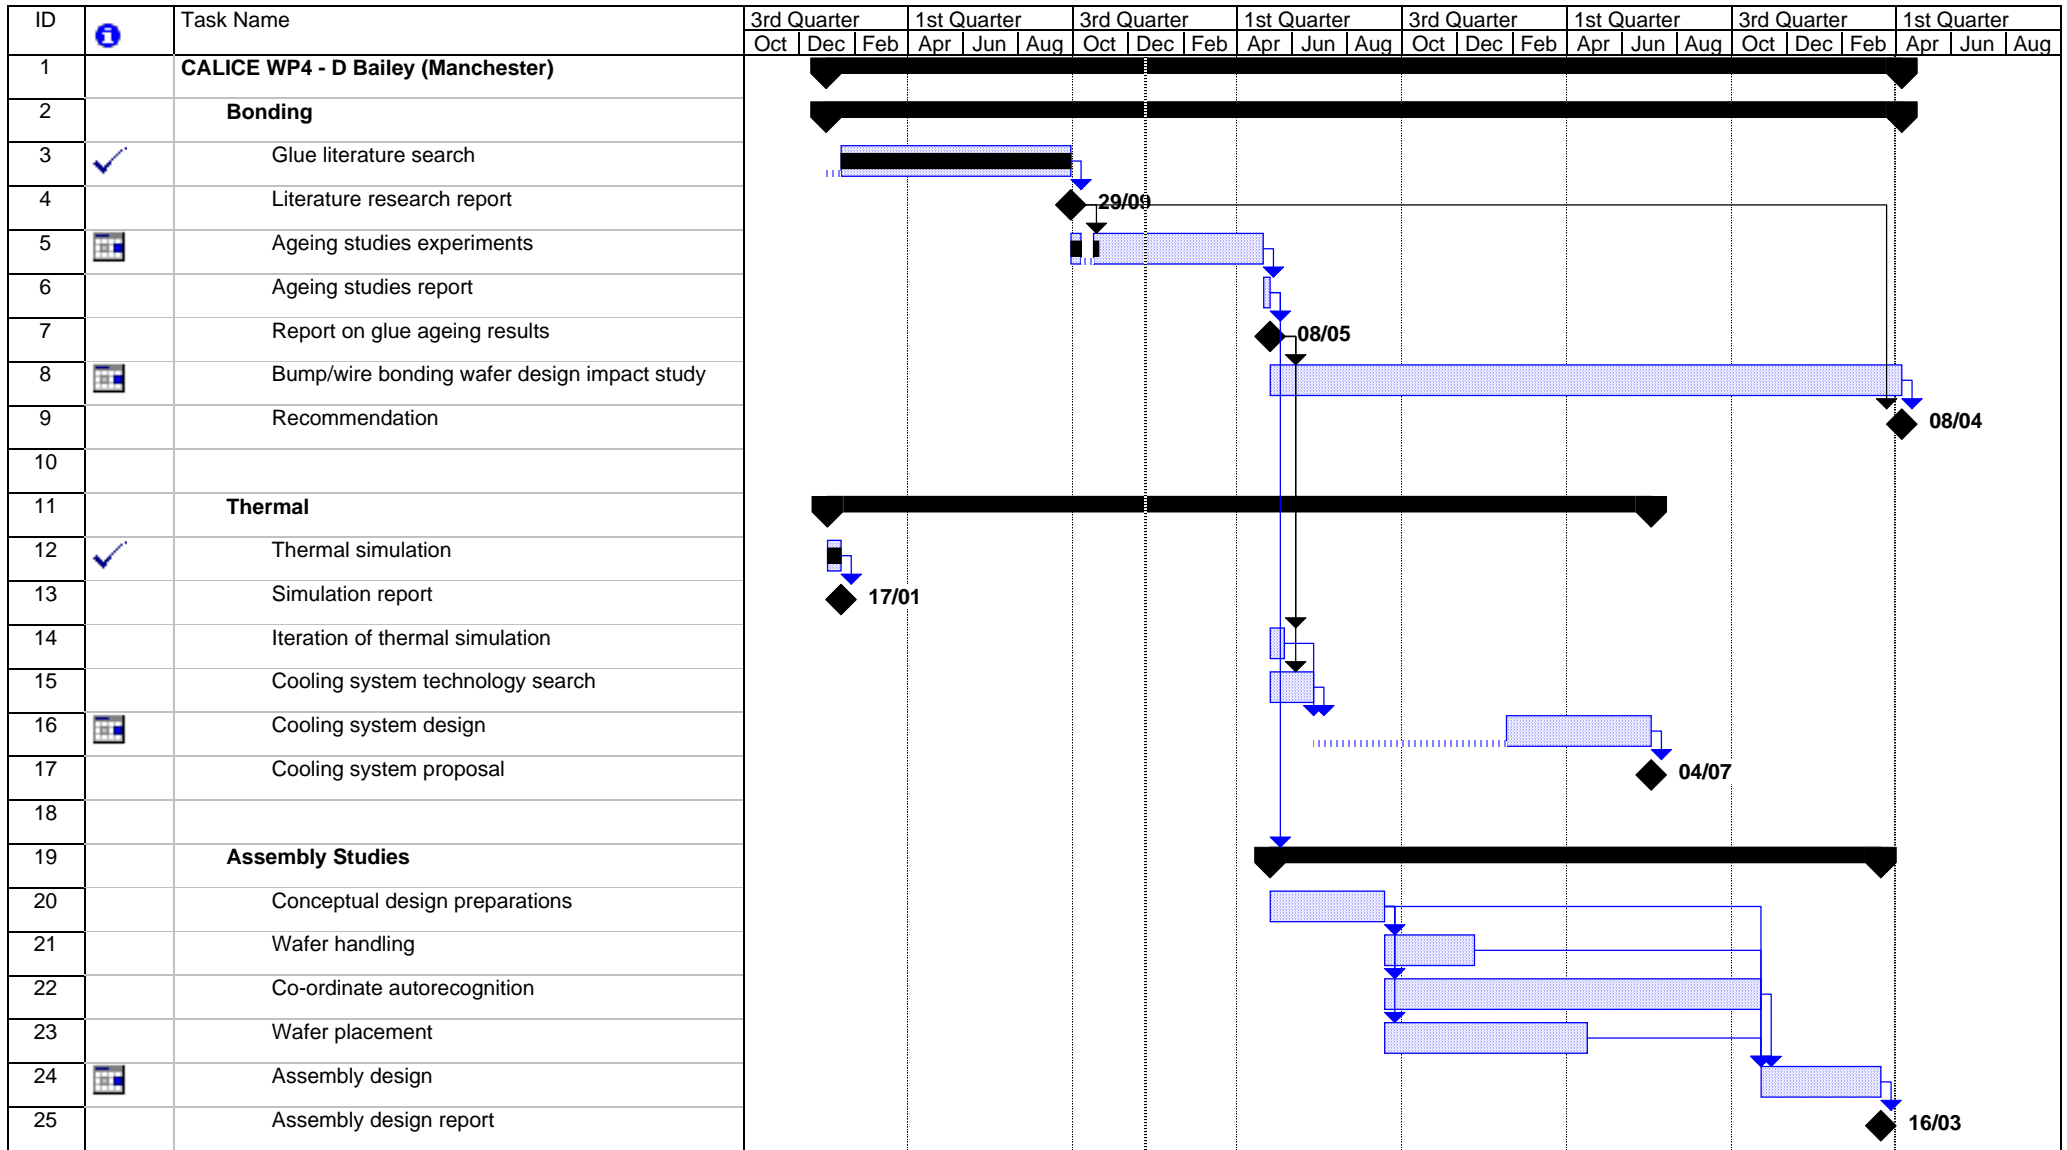 ID Task Name 3rd Quarter 1st Quarter 3rd Quarter 1st Quarter 3rd Quarter 1st Quarter 3rd Quarter 1st Quarter
Oct Dec Feb Apr Jun Aug Oct Dec Feb Apr Jun Aug Oct Dec Feb Apr Jun Aug Oct Dec Feb Apr Jun Aug
1 CALICE WP4 - D Bailey (Manchester)
2 Bonding
3 Glue literature search
4 Literature research report 29/09
5 Ageing studies experiments
6 Ageing studies report
7 Report on glue ageing results 08/05
8 Bump/wire bonding wafer design impact study
9 Recommendation 08/04
10
11 Thermal
12 Thermal simulation
13 Simulation report 17/01
14 Iteration of thermal simulation
15 Cooling system technology search
16 Cooling system design
17 Cooling system proposal 04/07
18
19 Assembly Studies
20 Conceptual design preparations
21 Wafer handling
22 Co-ordinate autorecognition
23 Wafer placement
24 Assembly design
25 Assembly design report 16/03